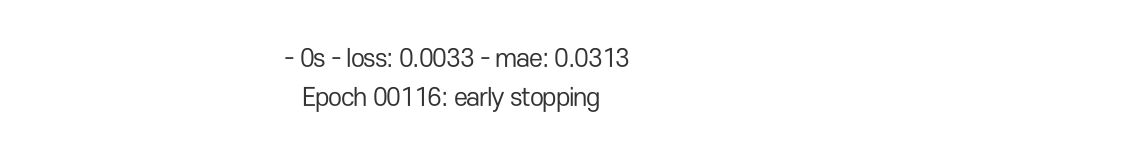 - 0s - loss: 0.0033 - mae: 0.0313
Epoch 00116: early stopping